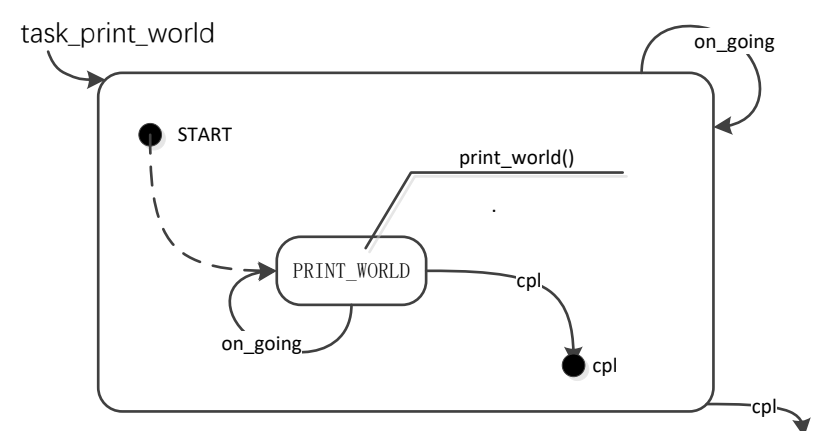 task_print_world
on_going
START
print_world()
.
PRINT_WORLD
cpl
on_going
cpl
cpl